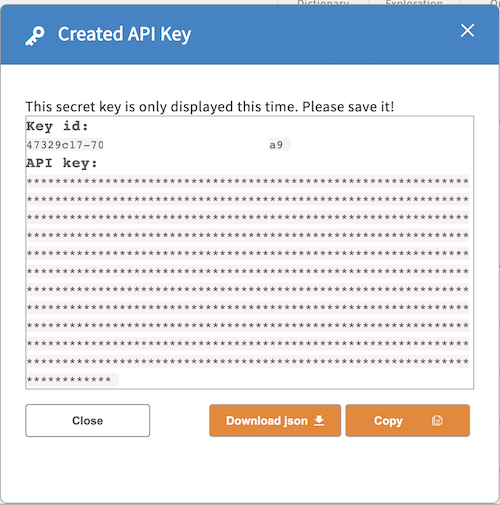 Dictionary Exploration
Created API Key
This secret key is only displayed this time. Please save it!
Key id:
47329c17-70 a9
API key:
**************************************************************
**************************************************************
**************************************************************
**************************************************************
**************************************************************
**************************************************************
**************************************************************
**************************************************************
**************************************************************
**************************************************************
**************************************************************
************
Close Download json Copy